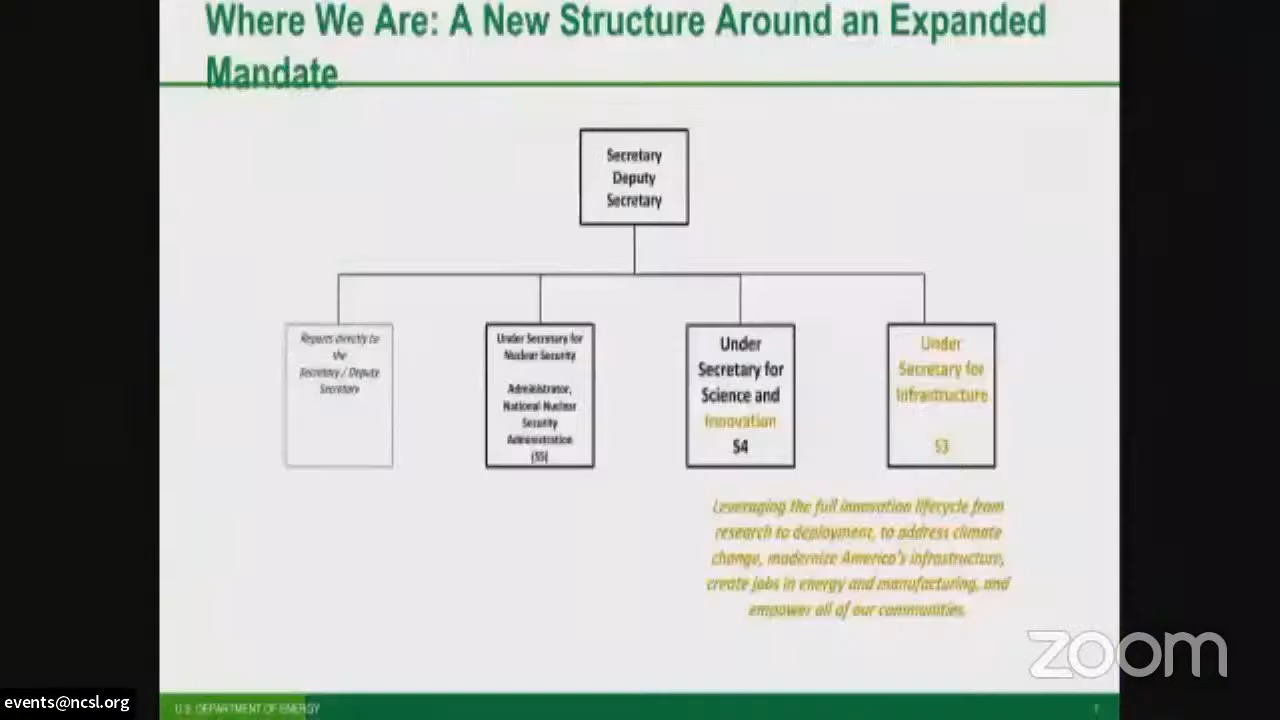 Where We Are: A New Structure Around an Expanded
Mandate
Secretary
Deputy
Secretary
Reports directly to
the
Secretary / Deputy
Secretary
Under Secretary for
Nuclear Security
Administrator,
National Nuclear
Security
Administration
(S5)
Under
Secretary for
Science and
Innovation
S4
Under
Secretary for
Infrastructure
S3
Leveraging the full innovation lifecycle from
research to deployment, to address climate
change, modernize America's infrastructure,
create jobs in energy and manufacturing, and
empower all of our communities.
zoom
events@ncsl.org
U.S. DEPARTMENT OF ENERGY